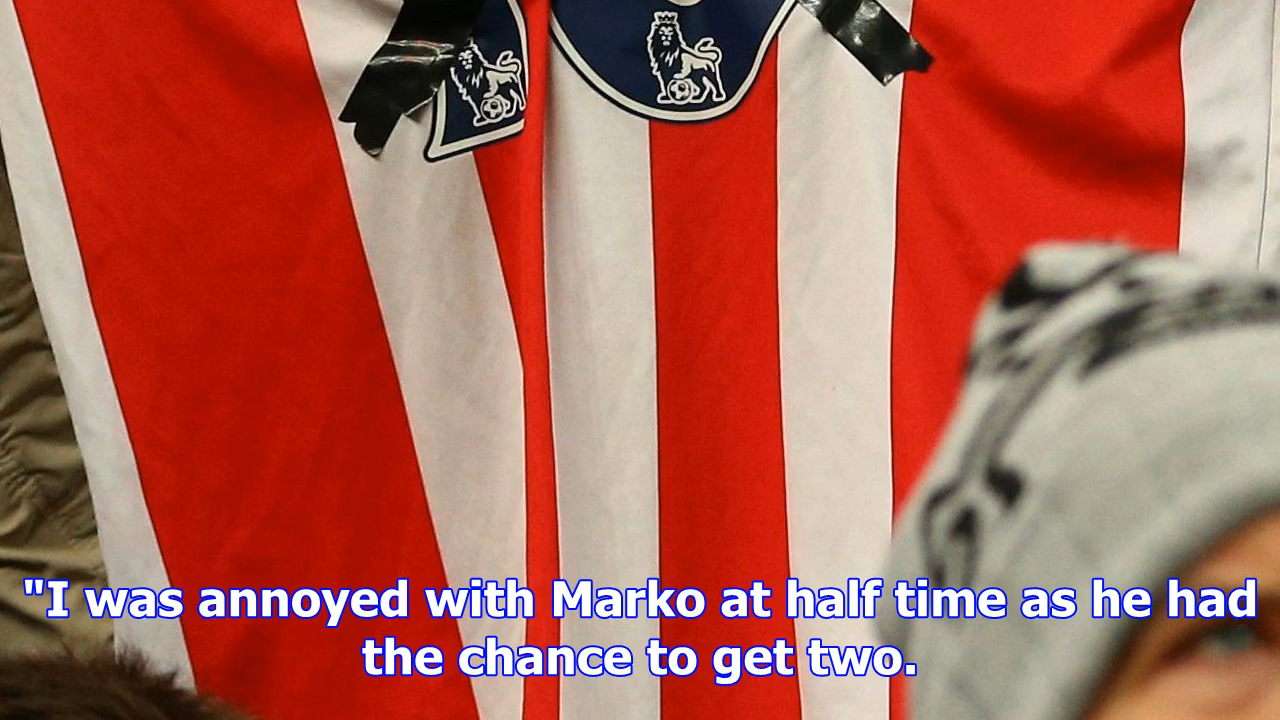 "I was annoyed with Marko at half time as he had
the chance to get two.